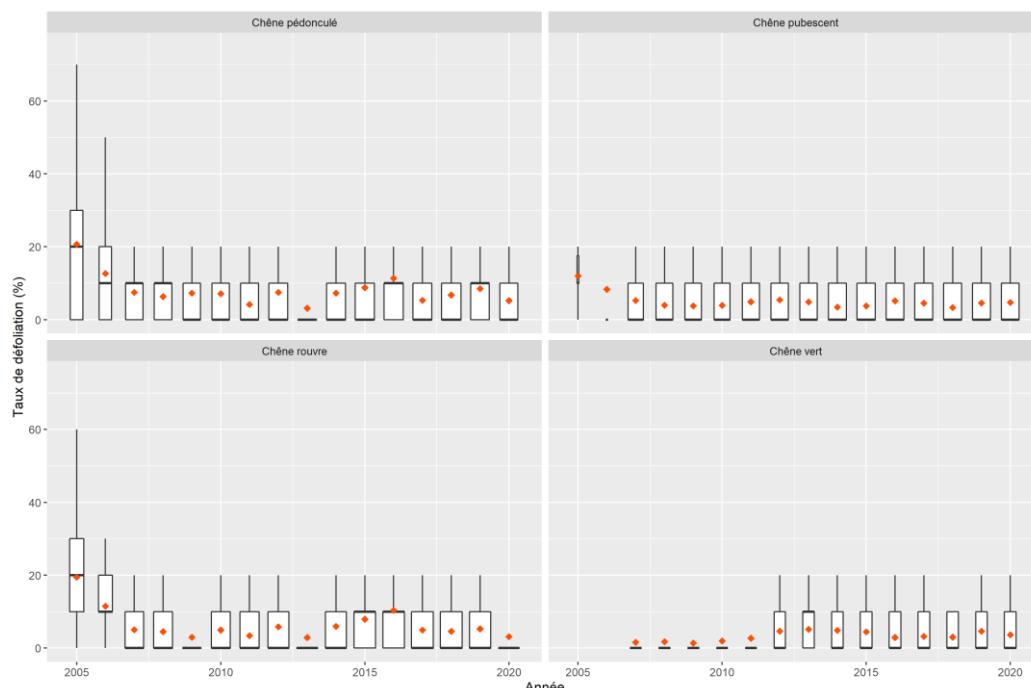 Chêne pédonculé
Chêne pubescent
60
40
20
0
Chêne rouvre
Chêne vert
60
40
20
0
Taux de défoliation (%)
2005
2010
2015
2020
2005
2010
2015
2020
Année